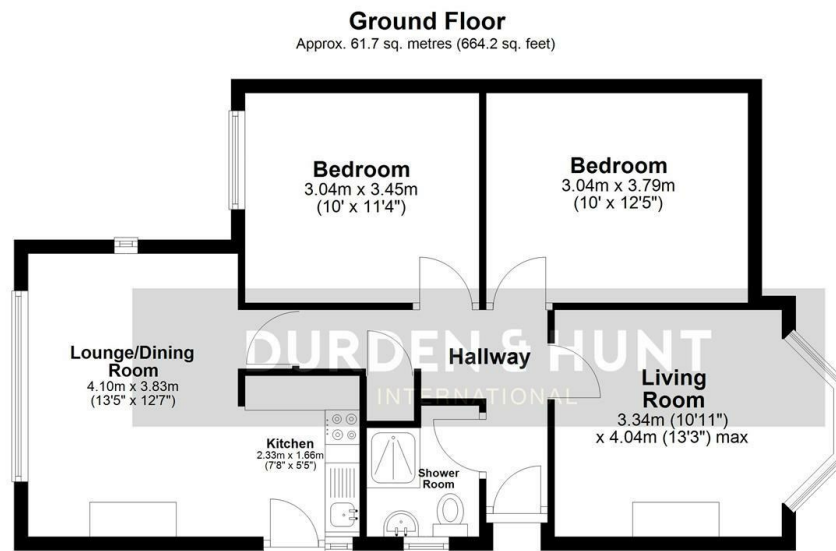 Ground Floor
Approx. 61.7 sq. metres (664.2 sq. feet)
Bedroom
3.04m x 3.45m
(10' x 11'4")
Bedroom
3.04m x 3.79m
(10' x 12'5")
Lounge/Dining
Room
4.10m x 3.83m
(13'5" x 12'7")
DURDEN & HUNT
INTERNATIONAL
Hallway
Living
Room
3.34m (10'11")
x 4.04m (13'3") max
Kitchen
2.33m x 1.66m
(7'8" x 5'5")
Shower
Room